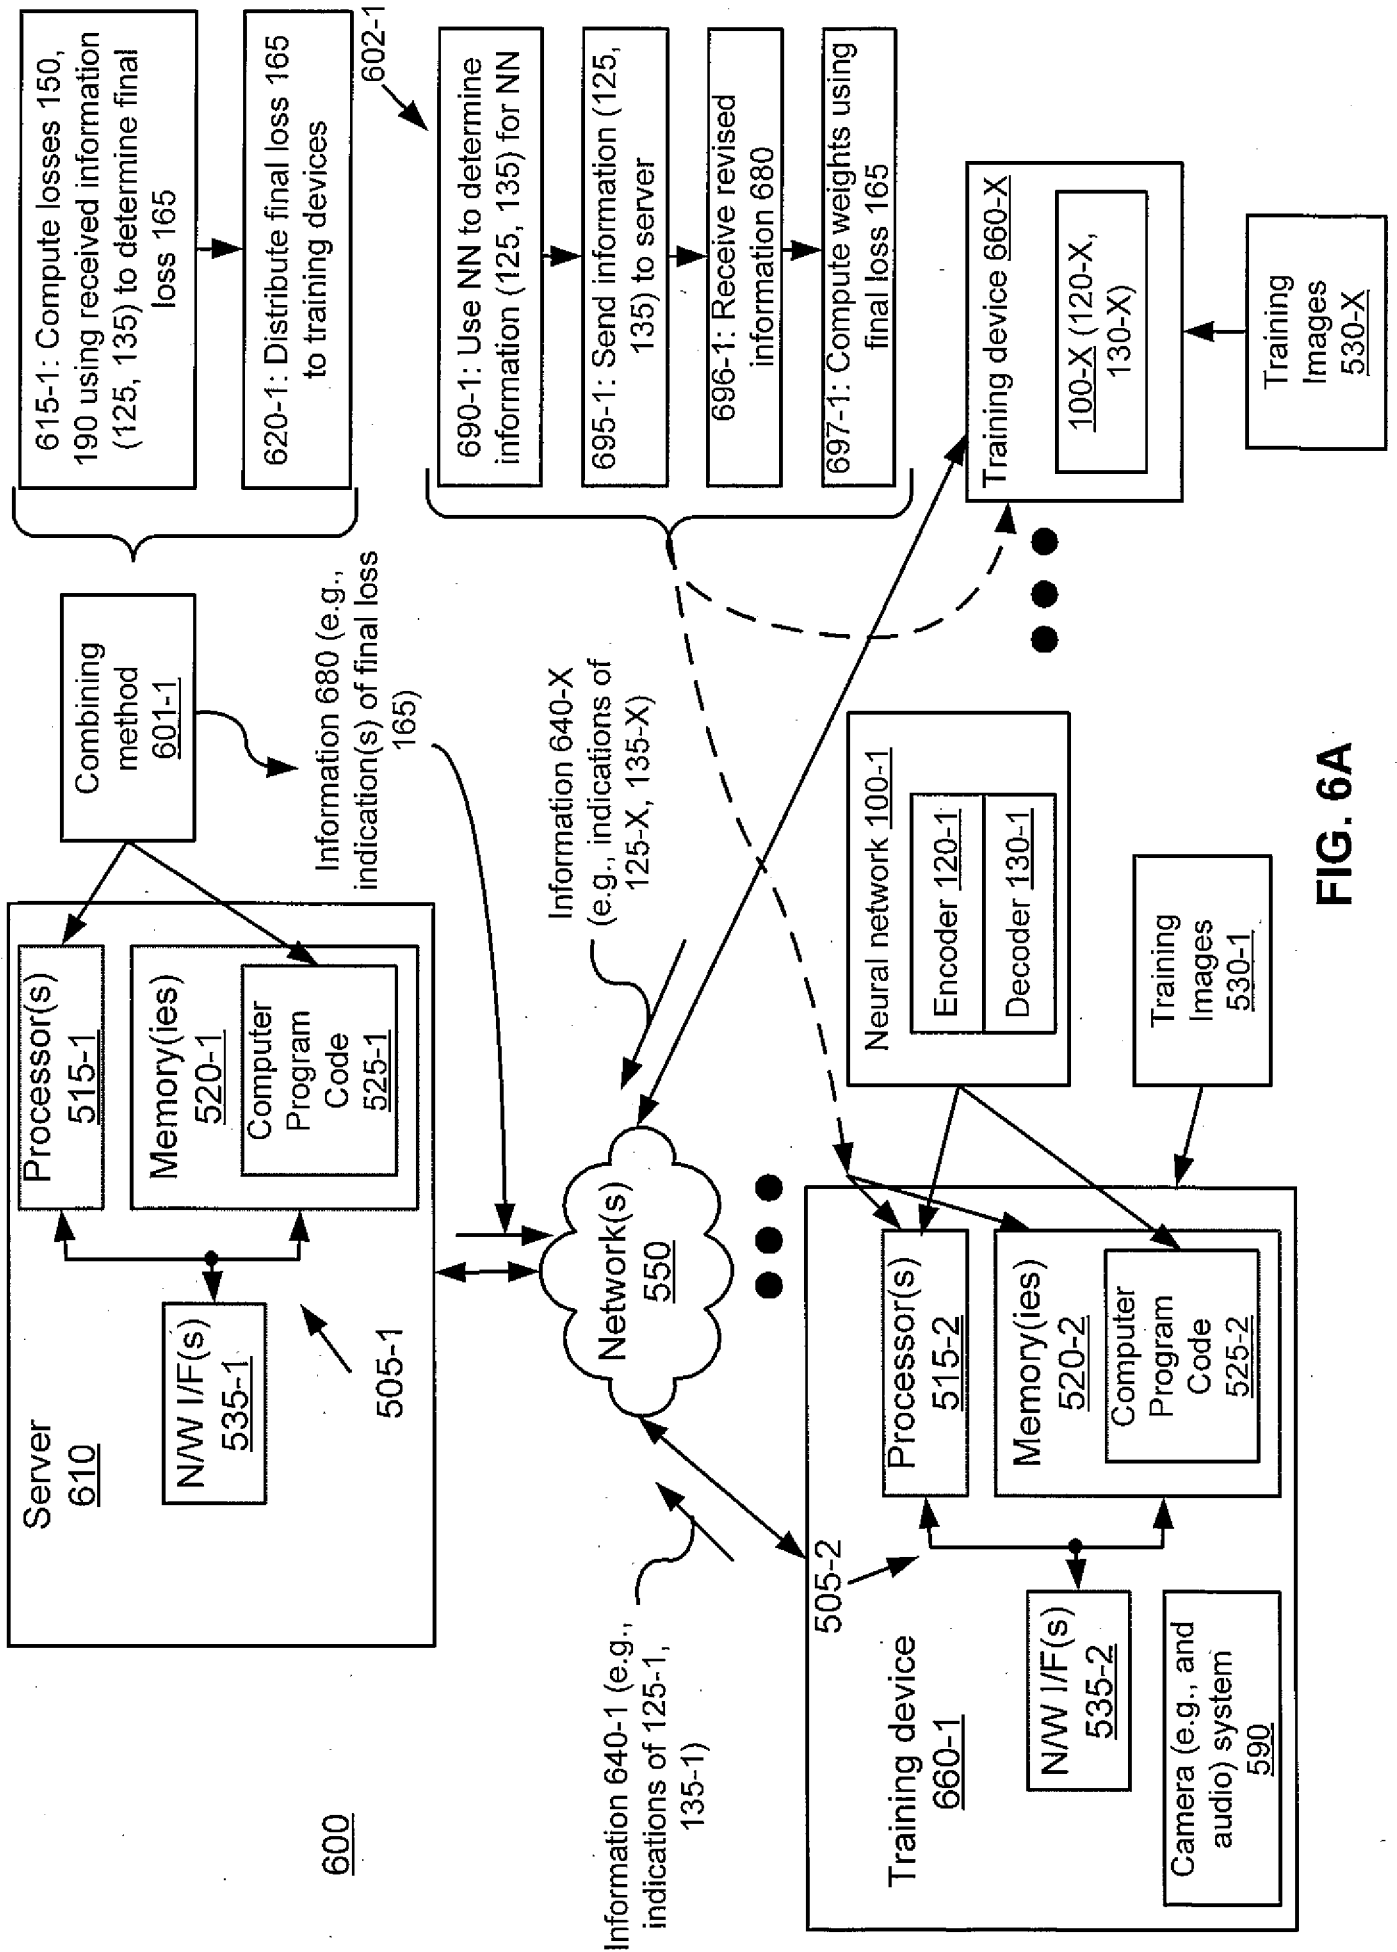 600
Server
610
N/W I/F(s)
535-1
505-1
Processor(s)
515-1
Memory(ies)
520-1
Computer
Program
Code
525-1
Combining
method
601-1
615-1: Compute losses 150,
190 using received information
(125, 135) to determine final
loss 165
620-1: Distribute final loss 165
to training devices
602-1
Information 680 (e.g.,
indication(s) of final loss
165)
690-1: Use NN to determine
information (125, 135) for NN
695-1: Send information (125,
135) to server
696-1: Receive revised
information 680
697-1: Compute weights using
final loss 165
Information 640-1 (e.g.,
indications of 125-1,
135-1)
Network(s)
550
Information 640-X
(e.g., indications of
125-X, 135-X)
Training device
660-1
505-2
N/W I/F(s)
535-2
Camera (e.g., and
audio) system
590
Processor(s)
515-2
Memory(ies)
520-2
Computer
Program
Code
525-2
Neural network 100-1
Encoder 120-1
Decoder 130-1
Training
Images
530-1
Training device 660-X
100-X (120-X,
130-X)
Training
Images
530-X
FIG. 6A